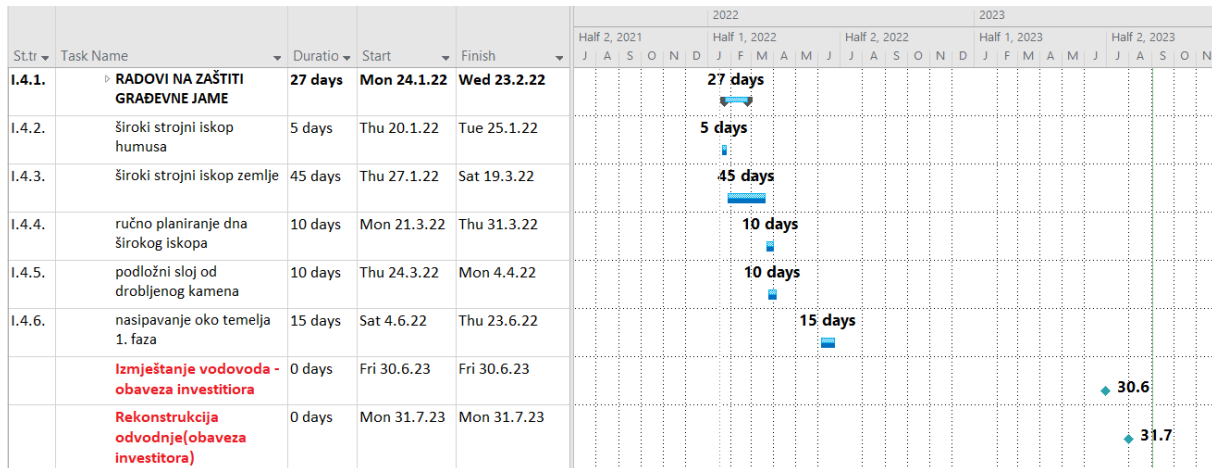 2022 2023
Half 2, 2021 Half 1, 2022 Half 2, 2022 Half 1, 2023 Half 2, 2023
St.tr Task Name Duratio Start Finish J A S O N D J F M A M J J A S O N D J F M A M J J A S O N
I.4.1. RADOVI NA ZAŠTITI 27 days Mon 24.1.22 Wed 23.2.22 27 days
GRAĐEVNE JAME
I.4.2. široki strojni iskop 5 days Thu 20.1.22 Tue 25.1.22 5 days
humusa
I.4.3. široki strojni iskop zemlje 45 days Thu 27.1.22 Sat 19.3.22 45 days
I.4.4. ručno planiranje dna 10 days Mon 21.3.22 Thu 31.3.22 10 days
širokog iskopa
I.4.5. podložni sloj od 10 days Thu 24.3.22 Mon 4.4.22 10 days
drobljenog kamena
I.4.6. nasipavanje oko temelja 15 days Sat 4.6.22 Thu 23.6.22 15 days
1. faza
Izmještanje vodovoda - 0 days Fri 30.6.23 Fri 30.6.23 30.6
obaveza investitiora
Rekonstrukcija 0 days Mon 31.7.23 Mon 31.7.23 31.7
odvodnje(obaveza
investitora)